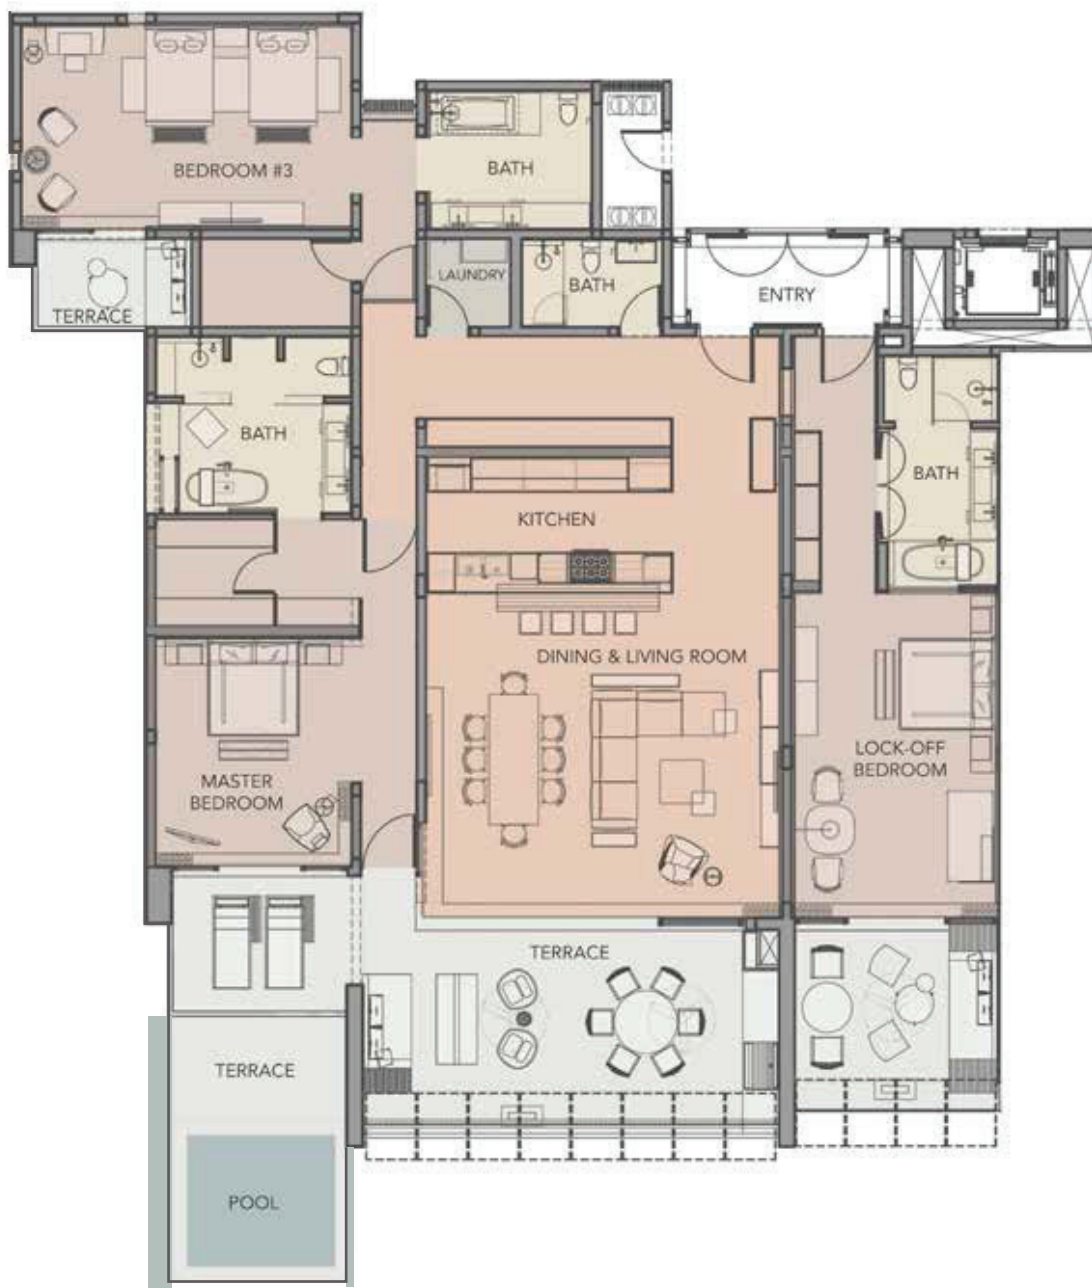 BEDROOM #3
BATH
LAUNDRY
BATH
ENTRY
TERRACE
BATH
BATH
KITCHEN
DINING & LIVING ROOM
MASTER
BEDROOM
LOCK-OFF
BEDROOM
TERRACE
TERRACE
POOL